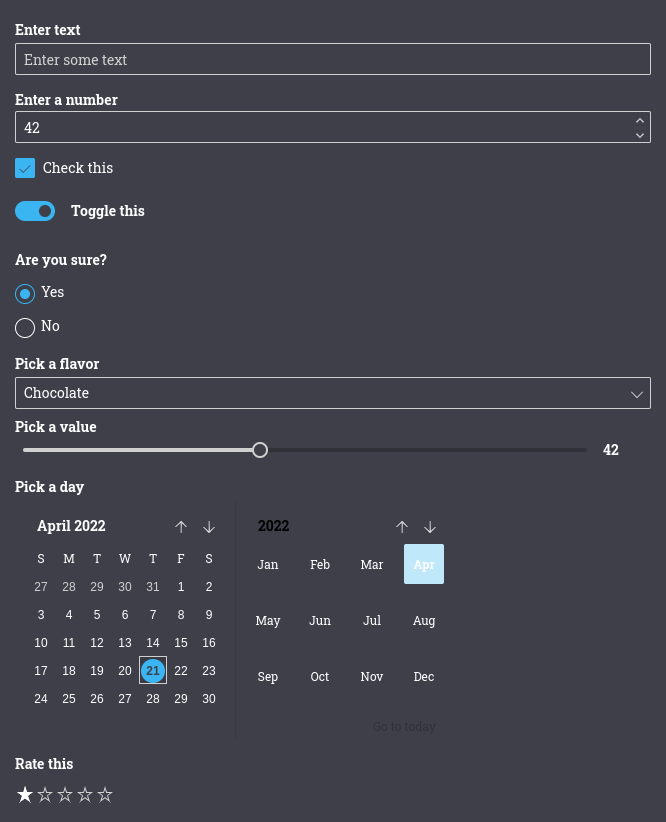 Enter text
Enter some text
Enter a number
42
Check this
Toggle this
Are you sure?
Yes
No
Pick a flavor
Chocolate
Pick a value
42
Pick a day
April 2022
S M T W T F S
27 28 29 30 31 1 2
3 4 5 6 7 8 9
10 11 12 13 14 15 16
17 18 19 20 21 22 23
24 25 26 27 28 29 30
2022
Jan Feb Mar Apr
May Jun Jul Aug
Sep Oct Nov Dec
Go to today
Rate this